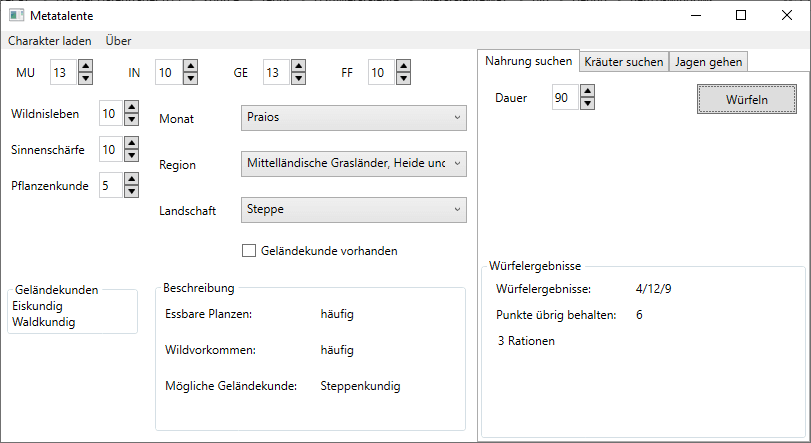 Metatalente
Charakter laden Über
MU 13 IN 10 GE 13 FF 10
Wildnisleben 10
Sinnenschärfe 10
Pflanzenkunde 5
Monat Praios
Region Mittelländische Grasländer, Heide und
Landschaft Steppe
Geländekunde vorhanden
Geländekunden
Eiskundig
Waldkundig
Beschreibung
Essbare Planzen: häufig
Wildvorkommen: häufig
Mögliche Geländekunde: Steppenkundig
Nahrung suchen Kräuter suchen Jagen gehen
Dauer 90 Würfeln
Würfelergebnisse
Würfelergebnisse: 4/12/9
Punkte übrig behalten: 6
3 Rationen